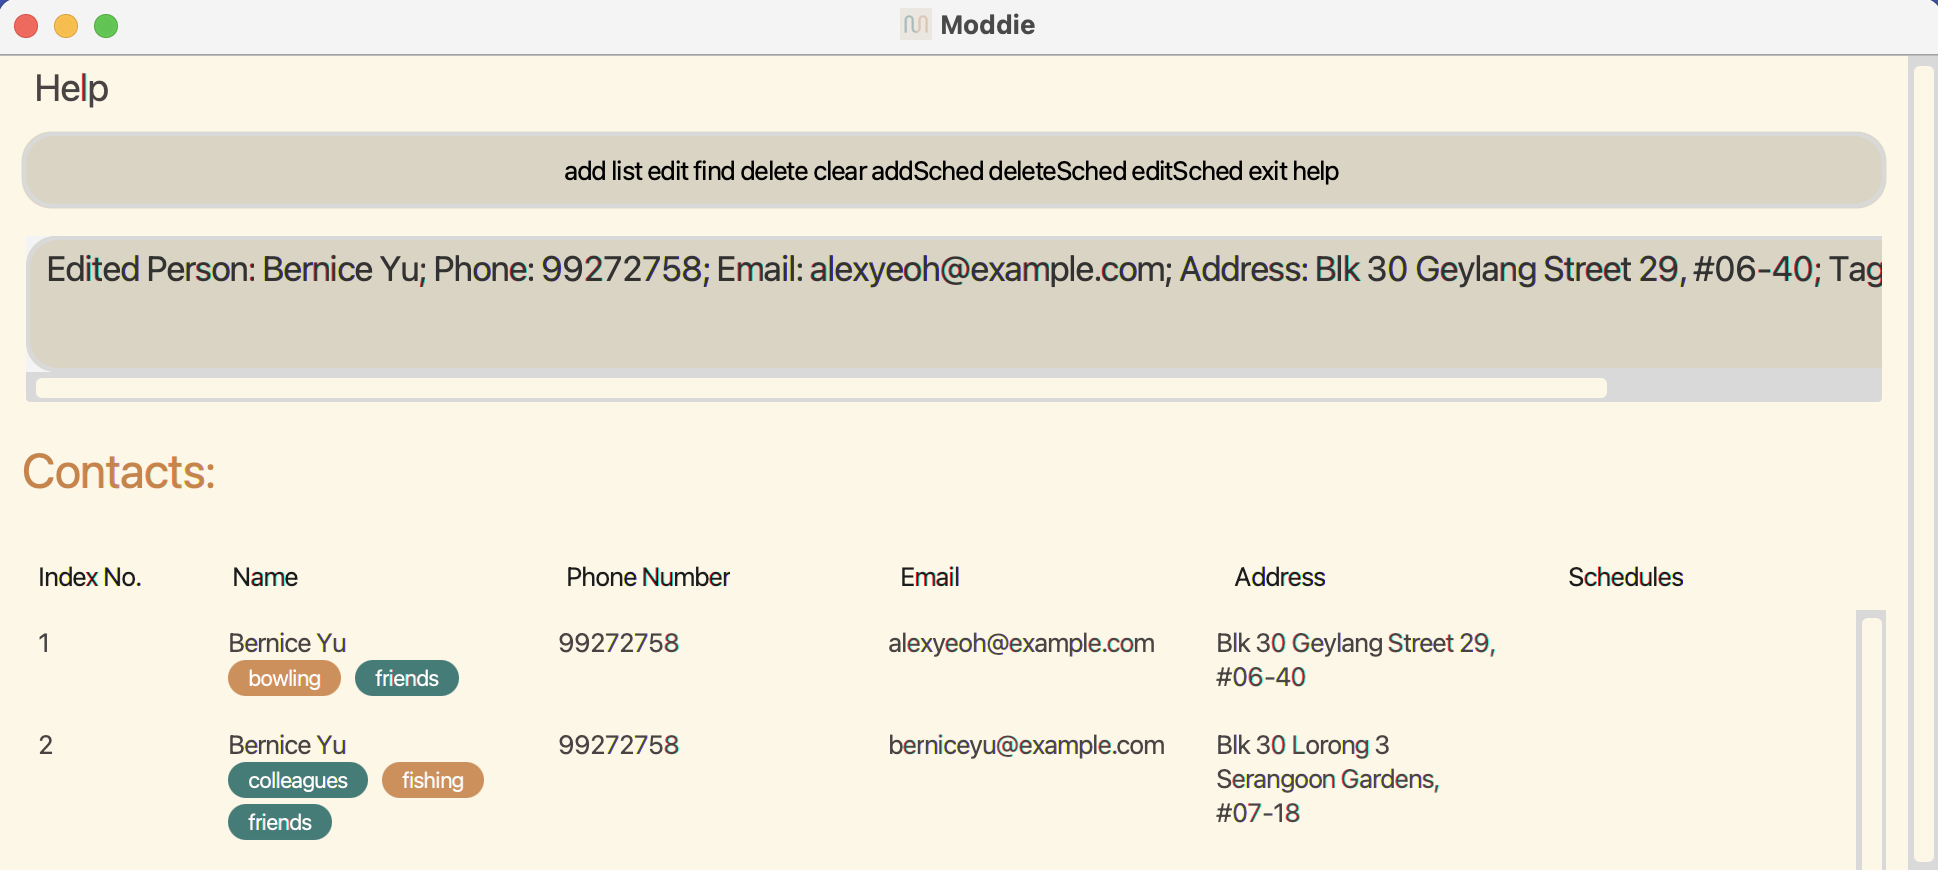 Moddie
Help
add list edit find delete clear addSched deleteSched editSched exit help
Edited Person: Bernice Yu; Phone: 99272758; Email: alexyeoh@example.com; Address: Blk 30 Geylang Street 29, #06-40; Tag
Contacts:
Index No. Name Phone Number Email Address Schedules
1 Bernice Yu 99272758 alexyeoh@example.com Blk 30 Geylang Street 29,
bowling friends #06-40
2 Bernice Yu 99272758 berniceyu@example.com Blk 30 Lorong 3
colleagues fishing Serangoon Gardens,
friends #07-18